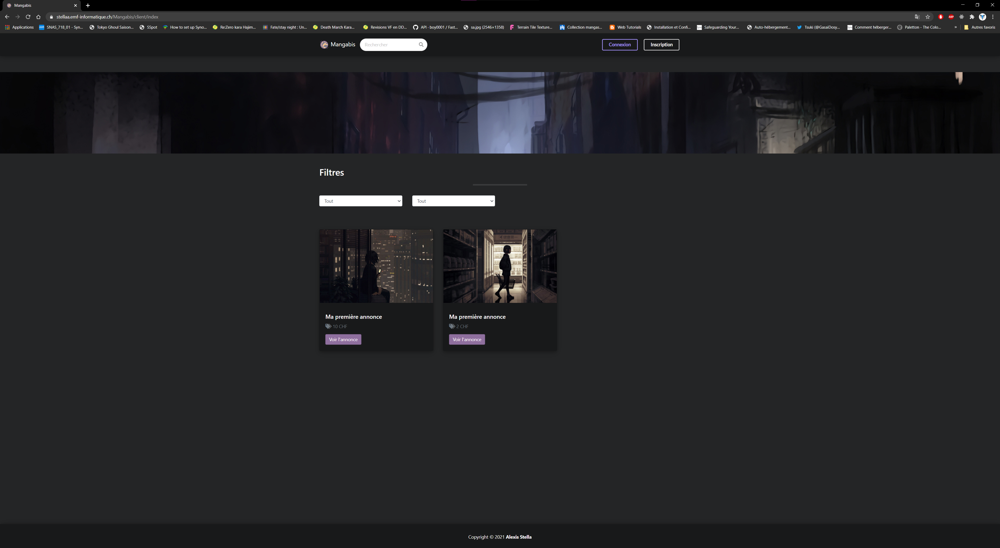 Mangabis
stellaa.emf-informatique.ch/Mangabis/client/index
Applications
SNAS_718_01 - Syn...
Tokyo Ghoul Saison...
SSpot
How to set up Syno...
Re:Zero kara Hajim...
Fate/stay night : Un...
Death March Kara...
Revisions VF en DD...
API · boy0001 / Fast...
sa.jpg (2546×1358)
Terrain Tile Texture...
Collection mangas...
Web Tutorials
Installation et Confi...
Safeguarding Your...
Auto-hébergement...
Tsuki (@GasaiDosy...
Comment héberger...
Paletton - The Colo...
»
Autres favoris
Mangabis
Rechercher
Connexion
Inscription
Filtres
Tout
Tout
健康第一
Ma première annonce
10 CHF
Voir l'annonce
Ma première annonce
2 CHF
Voir l'annonce
Copyright © 2021 Alexis Stella